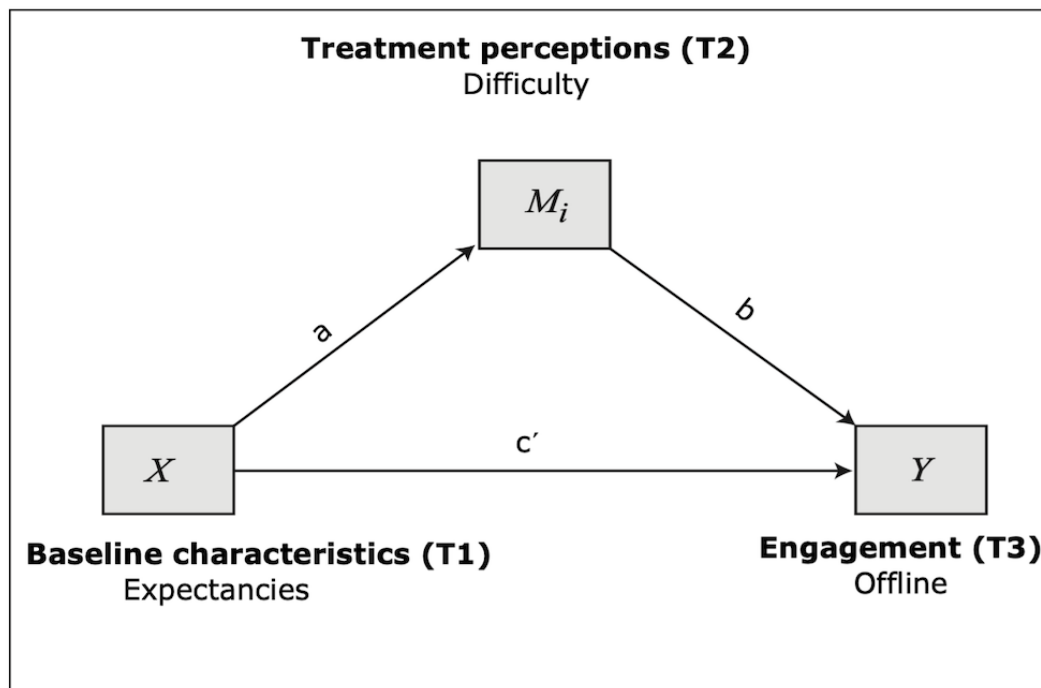 Treatment perceptions (T2)
Difficulty
M_i
a
b
c′
X
Y
Baseline characteristics (T1)
Expectancies
Engagement (T3)
Offline